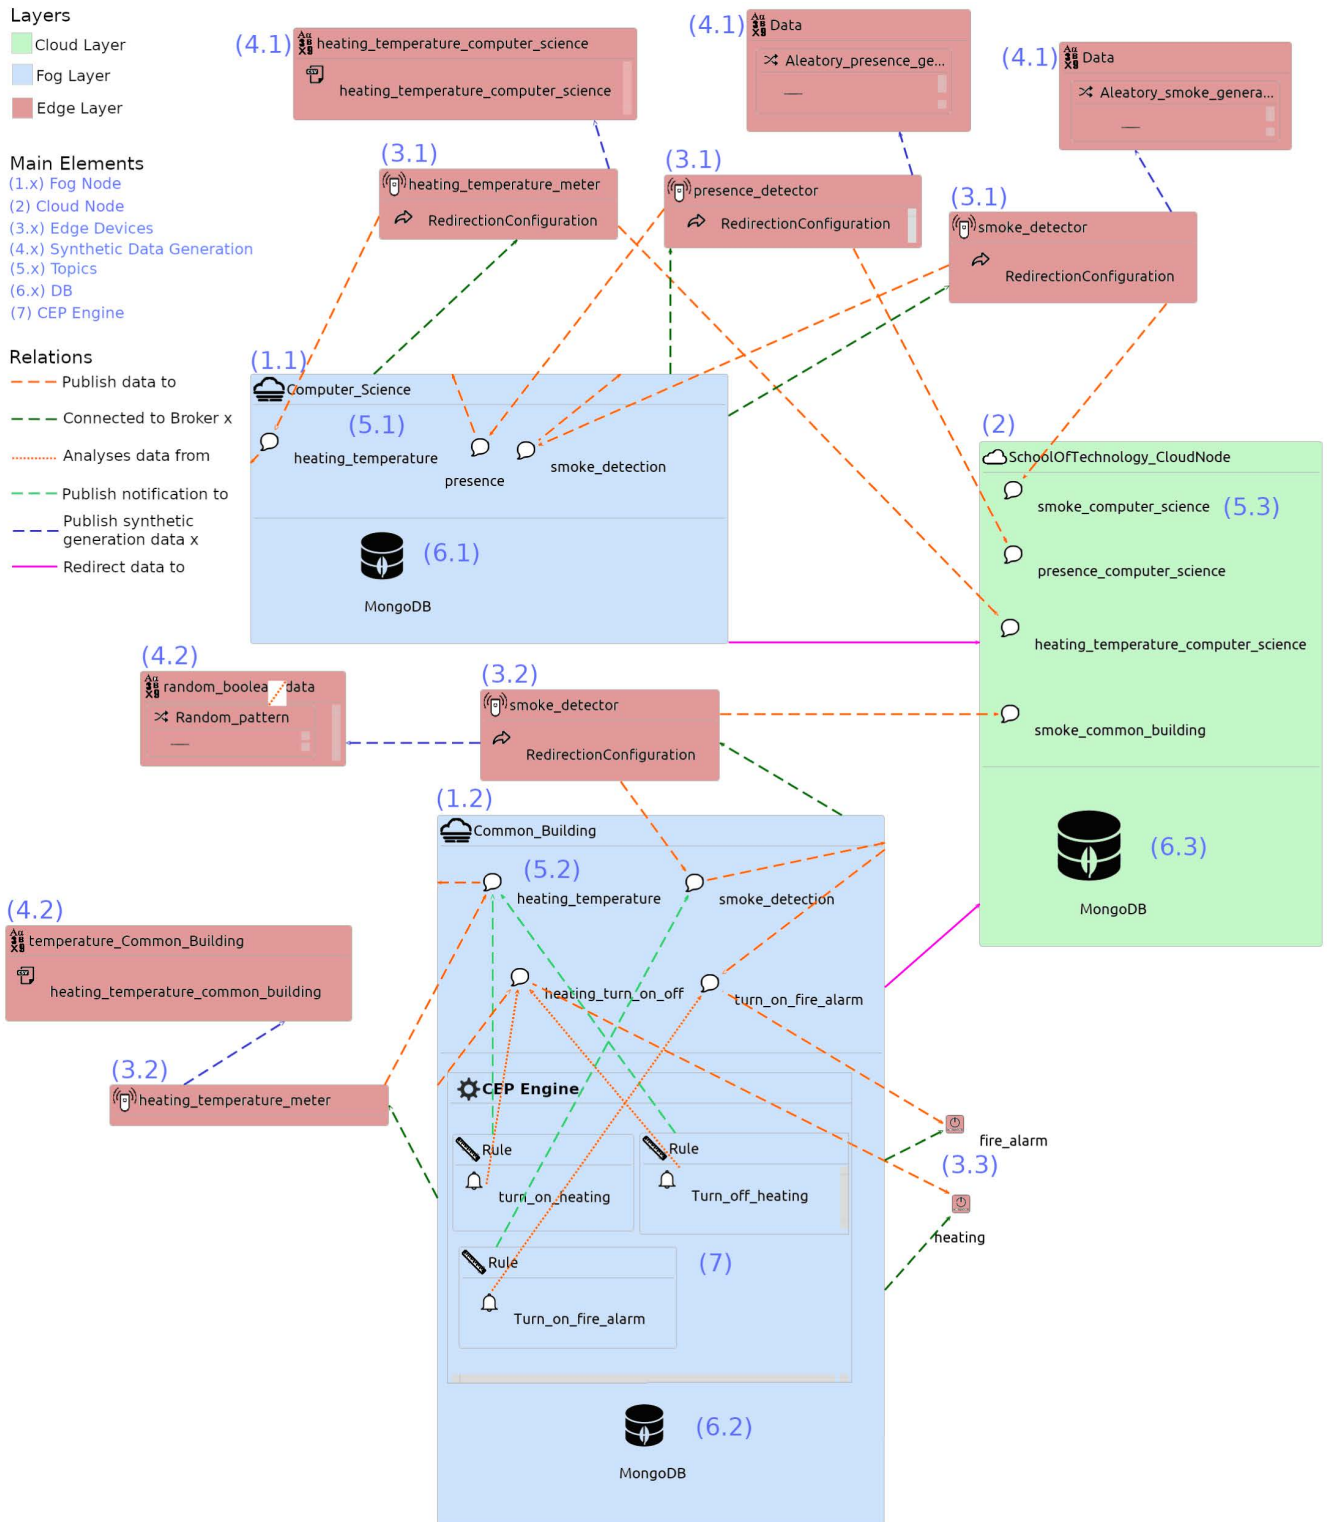 Layers
Cloud Layer
Fog Layer
Edge Layer
Main Elements
(1.x) Fog Node
(2) Cloud Node
(3.x) Edge Devices
(4.x) Synthetic Data Generation
(5.x) Topics
(6.x) DB
(7) CEP Engine
Relations
Publish data to
Connected to Broker x
Analyses data from
Publish notification to
Publish synthetic
generation data x
Redirect data to
(4.1)
heating_temperature_computer_science
heating_temperature_computer_science
(4.1)
Data
Aleatory_presence_ge...
(4.1)
Data
Aleatory_smoke_genera...
(3.1)
heating_temperature_meter
RedirectionConfiguration
(3.1)
presence_detector
RedirectionConfiguration
(3.1)
smoke_detector
RedirectionConfiguration
(1.1)
Computer_Science
(5.1)
heating_temperature
presence
smoke_detection
(6.1)
MongoDB
(2)
SchoolOfTechnology_CloudNode
smoke_computer_science
(5.3)
presence_computer_science
heating_temperature_computer_science
smoke_common_building
(6.3)
MongoDB
(4.2)
random_boolea data
Random_pattern
(3.2)
smoke_detector
RedirectionConfiguration
(1.2)
Common_Building
(5.2)
heating_temperature
smoke_detection
heating_turn_on_off
turn_on_fire_alarm
(4.2)
temperature_Common_Building
heating_temperature_common_building
(3.2)
heating_temperature_meter
CEP Engine
Rule
turn_on_heating
Rule
Turn_off_heating
Rule
Turn_on_fire_alarm
(7)
fire_alarm
(3.3)
heating
(6.2)
MongoDB